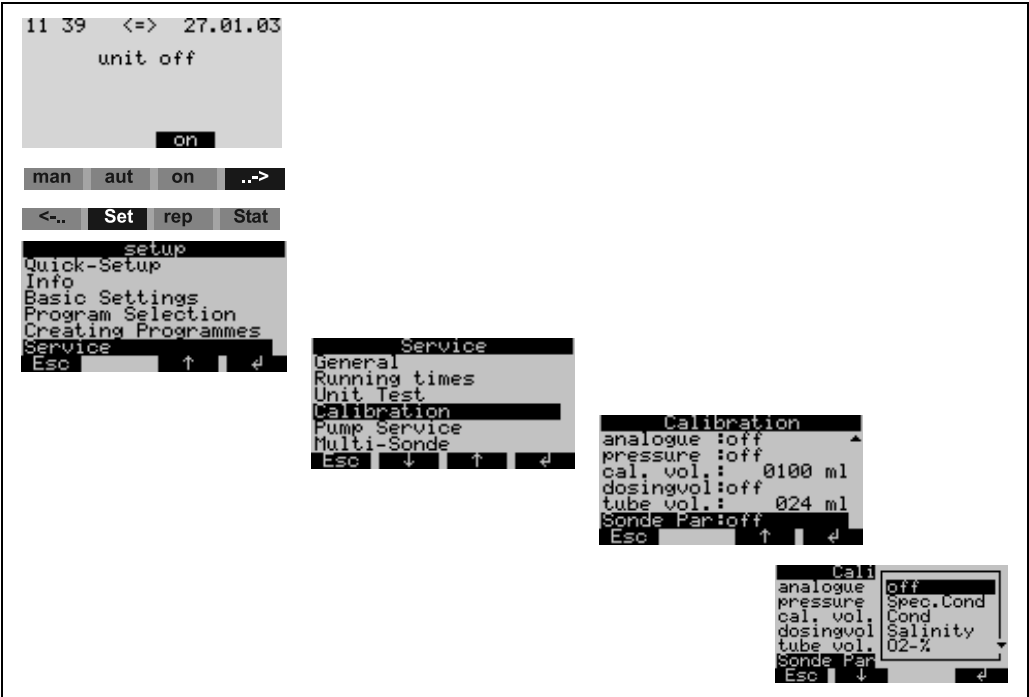 11 39 <=> 27.01.03
unit off
on
man aut on ..->
<-.. Set rep Stat
setup
Quick-Setup
Info
Basic Settings
Program Selection
Creating Programmes
Service
Esc ↑ ↲
Service
General
Running times
Unit Test
Calibration
Pump Service
Multi-Sonde
Esc ↓ ↑ ↲
Calibration
analogue :off ▲
pressure :off
cal. vol.: 0100 ml
dosingvol:off
tube vol.: 024 ml
Sonde Par:off
Esc ↑ ↲
Cali
analogue off
pressure Spec.Cond
cal. vol. Cond
dosingvol Salinity
tube vol. O2-% ▼
Sonde Par
Esc ↓ ↲